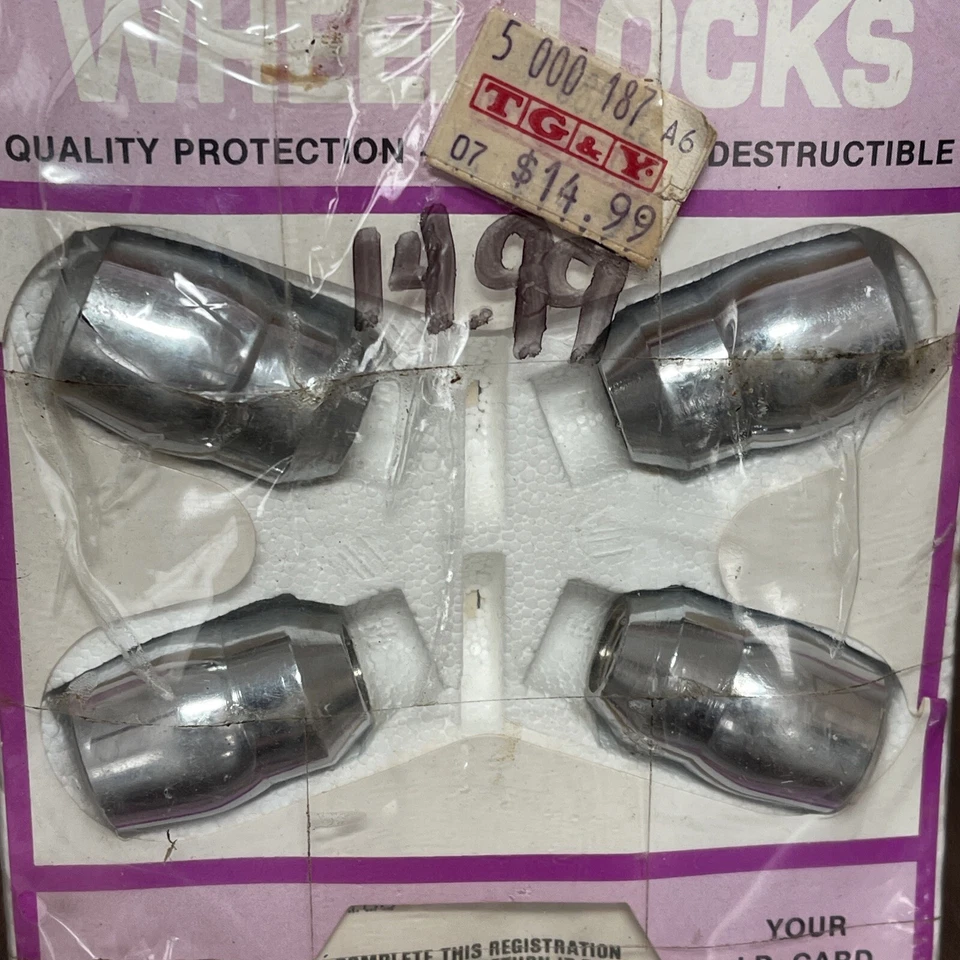 WHEEL LOCKS
5 000 187 A6
TG&Y
07 $14.99
QUALITY PROTECTION DESTRUCTIBLE
14.99
COMPLETE THIS REGISTRATION
YOUR
I.D. CARD